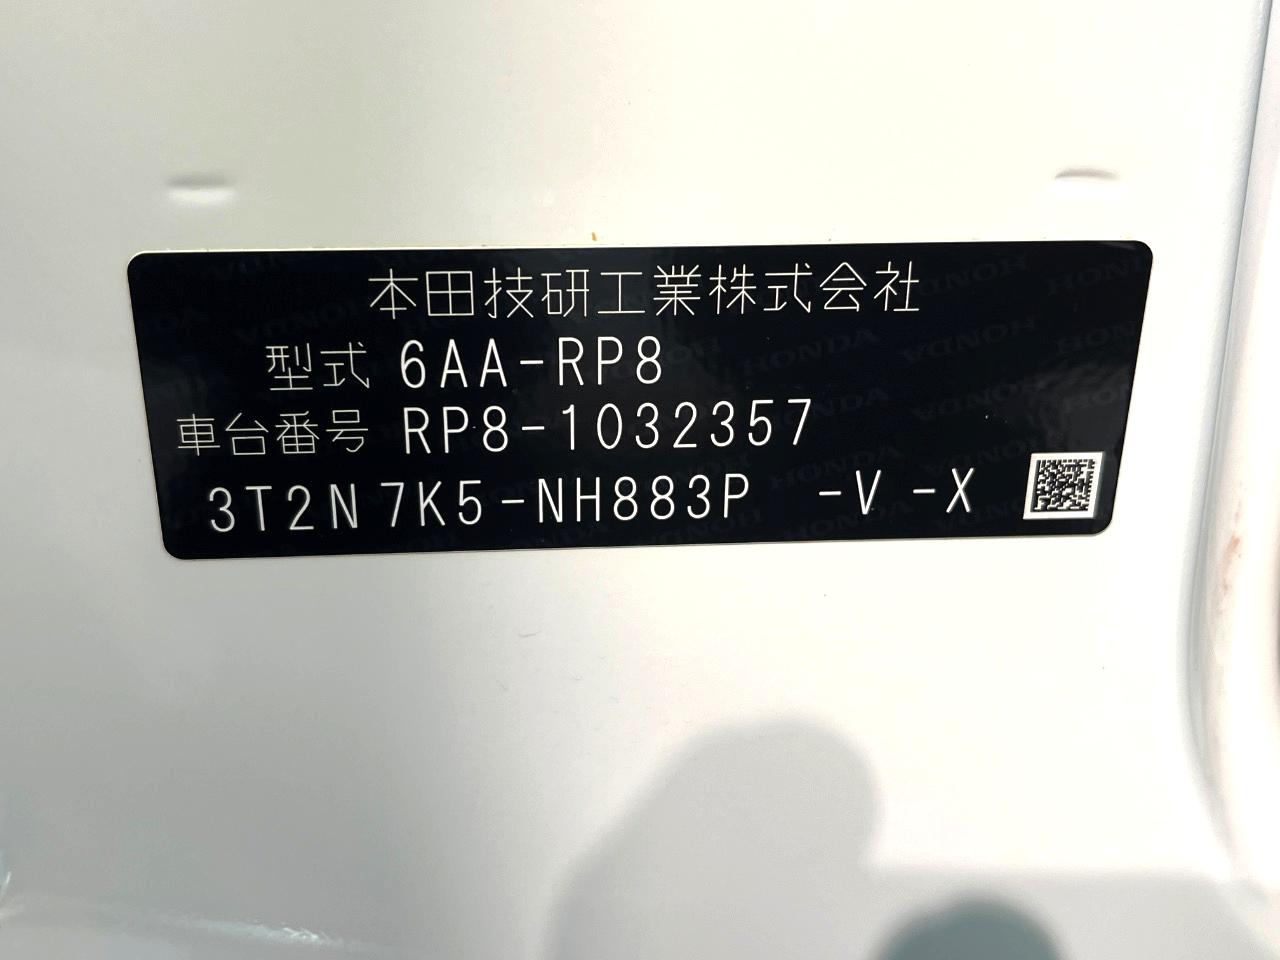 本田技研工業株式会社
型式 6AA-RP8
車台番号 RP8-1032357
3T2N7K5-NH883P -V -X